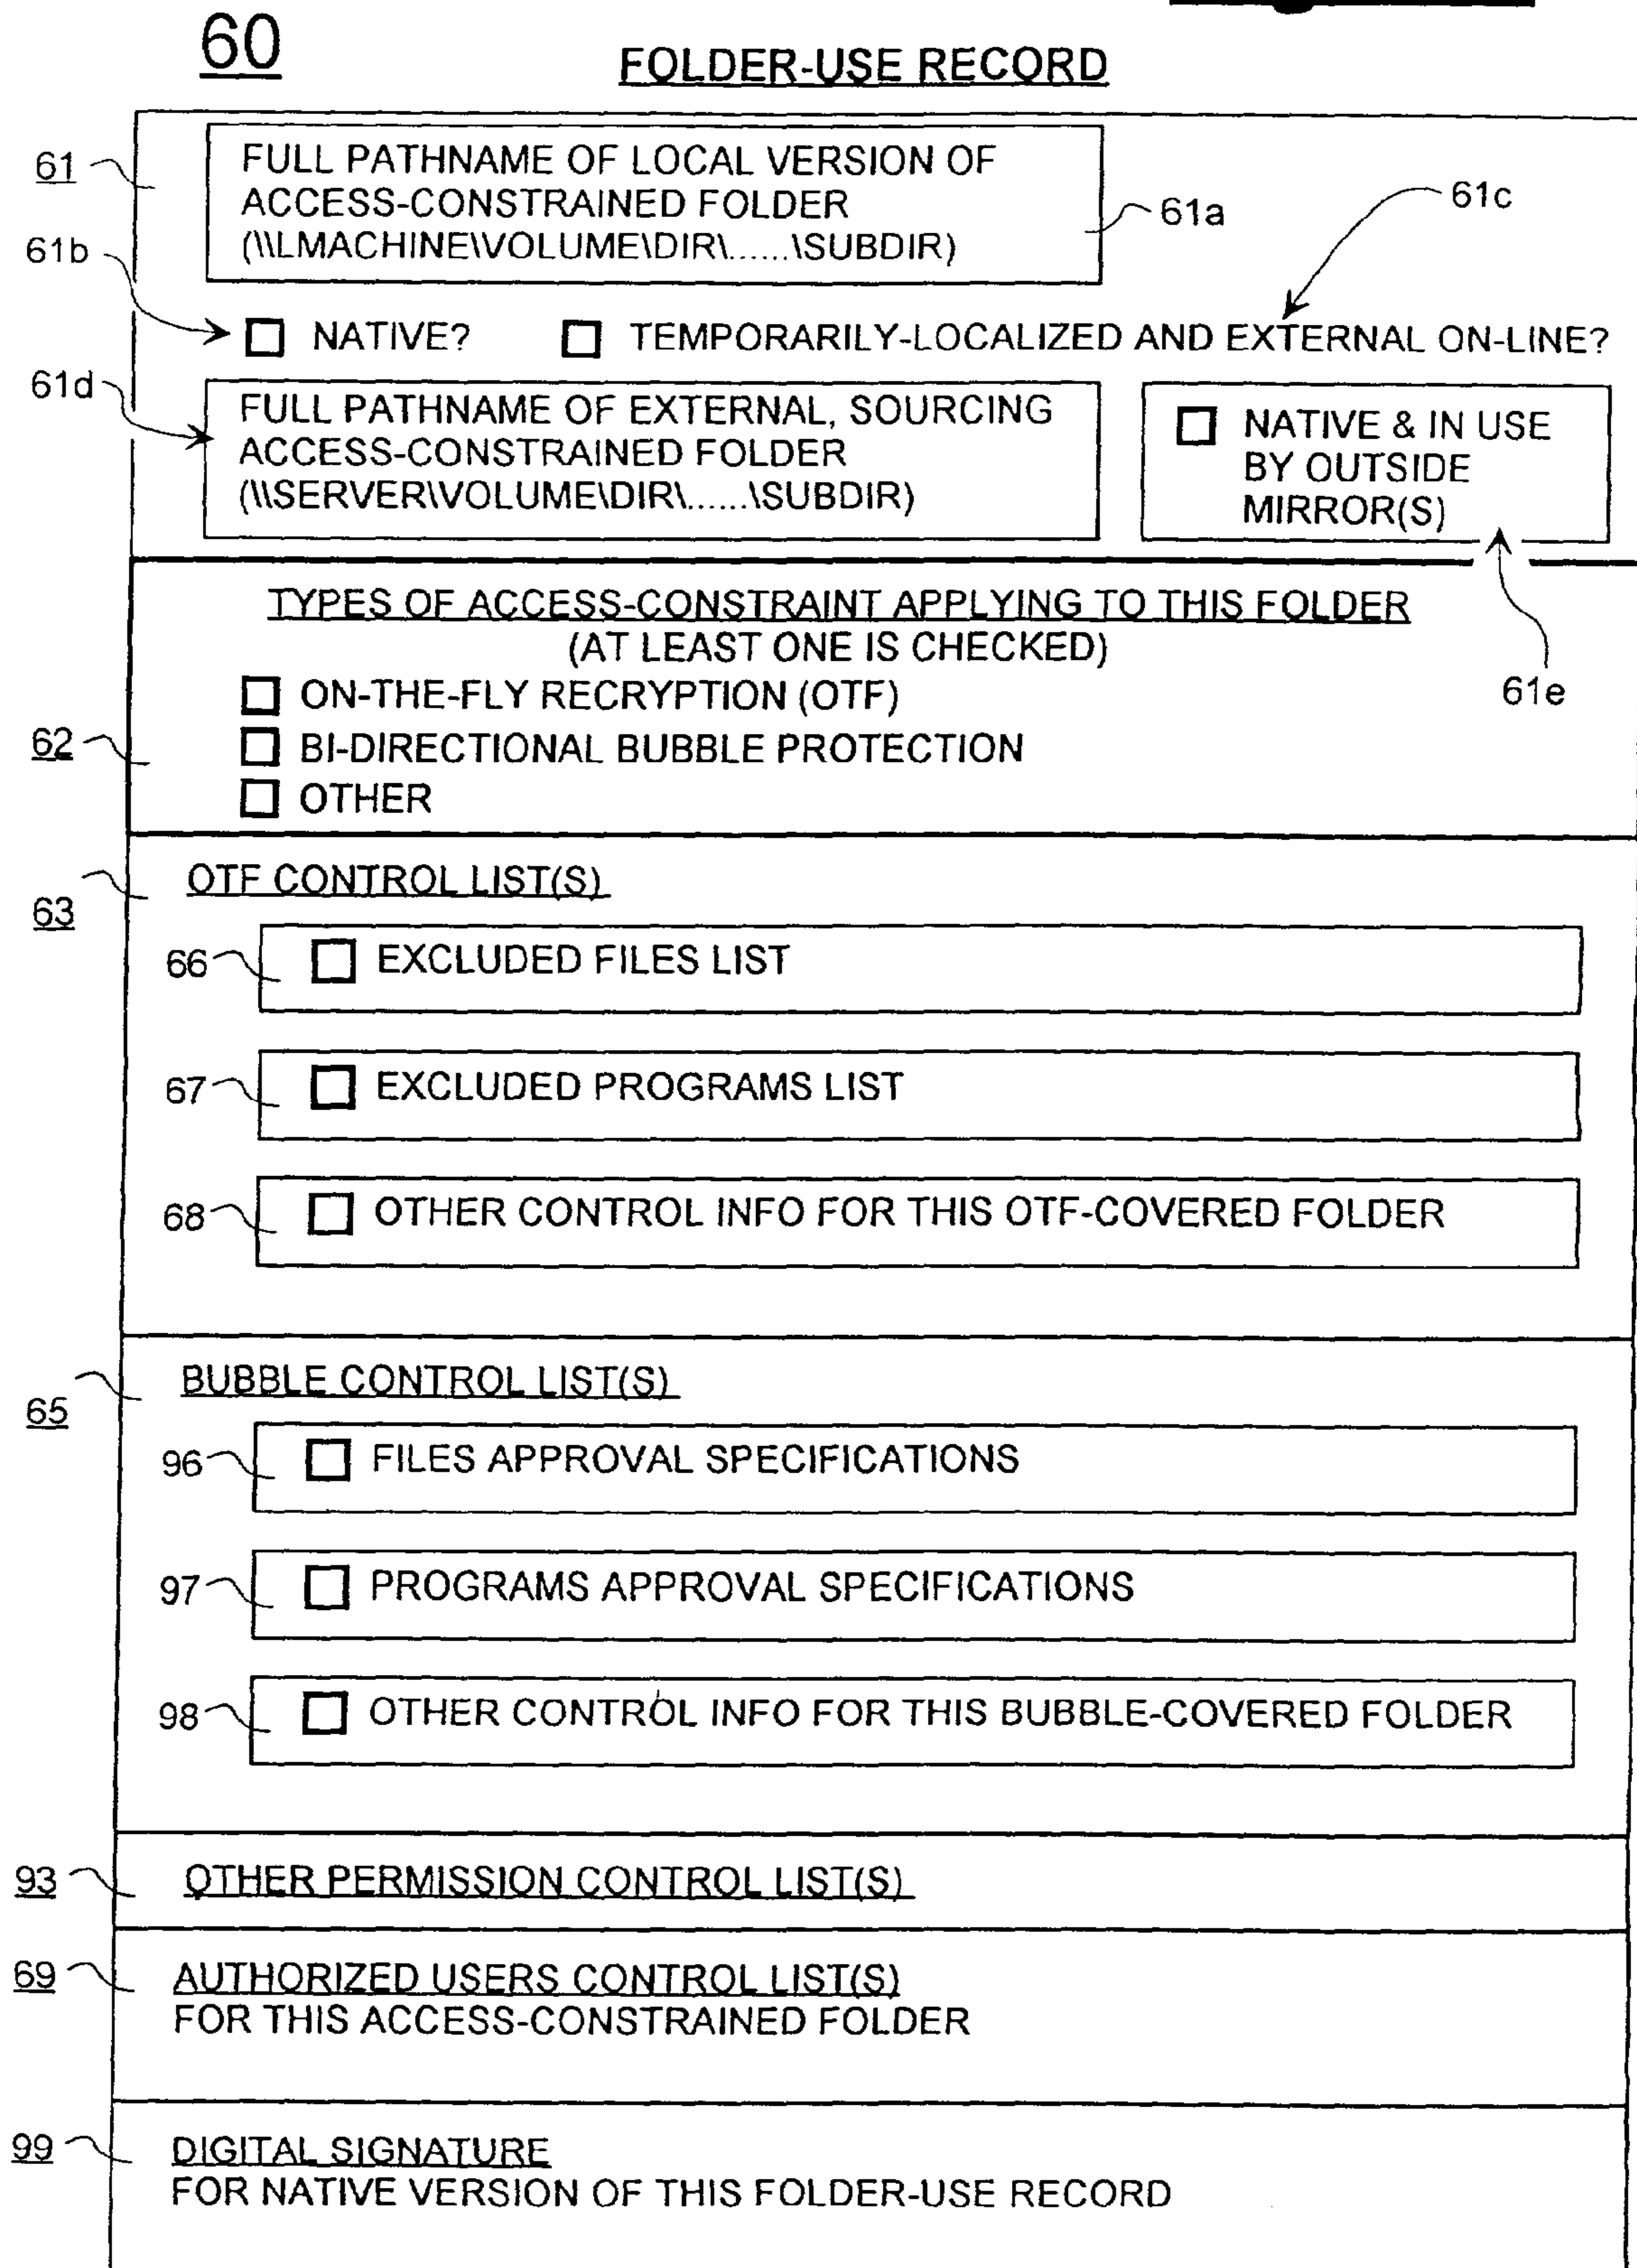 60
FOLDER-USE RECORD
61
FULL PATHNAME OF LOCAL VERSION OF
ACCESS-CONSTRAINED FOLDER
(\\LMACHINE\VOLUME\DIR\......\SUBDIR)
61a
61c
61b
NATIVE?
TEMPORARILY-LOCALIZED AND EXTERNAL ON-LINE?
61d
FULL PATHNAME OF EXTERNAL, SOURCING
ACCESS-CONSTRAINED FOLDER
(\\SERVER\VOLUME\DIR\......\SUBDIR)
NATIVE & IN USE
BY OUTSIDE
MIRROR(S)
61e
TYPES OF ACCESS-CONSTRAINT APPLYING TO THIS FOLDER
(AT LEAST ONE IS CHECKED)
62
ON-THE-FLY RECRYPTION (OTF)
BI-DIRECTIONAL BUBBLE PROTECTION
OTHER
63
OTF CONTROL LIST(S)
66
EXCLUDED FILES LIST
67
EXCLUDED PROGRAMS LIST
68
OTHER CONTROL INFO FOR THIS OTF-COVERED FOLDER
65
BUBBLE CONTROL LIST(S)
96
FILES APPROVAL SPECIFICATIONS
97
PROGRAMS APPROVAL SPECIFICATIONS
98
OTHER CONTROL INFO FOR THIS BUBBLE-COVERED FOLDER
93
OTHER PERMISSION CONTROL LIST(S)
69
AUTHORIZED USERS CONTROL LIST(S)
FOR THIS ACCESS-CONSTRAINED FOLDER
99
DIGITAL SIGNATURE
FOR NATIVE VERSION OF THIS FOLDER-USE RECORD